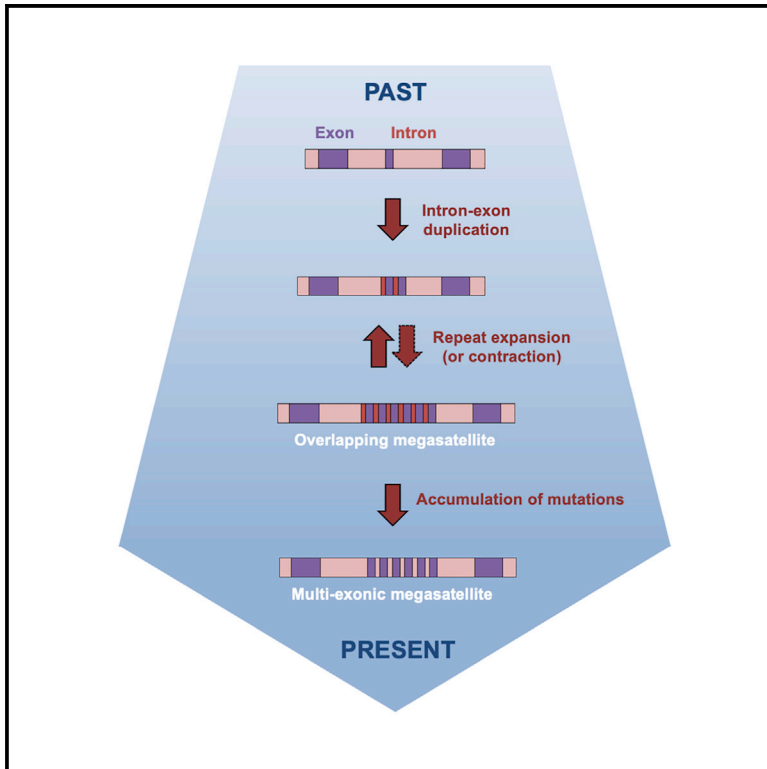 PAST
Exon Intron
Intron-exon
duplication
Repeat expansion
(or contraction)
Overlapping megasatellite
Accumulation of mutations
Multi-exonic megasatellite
PRESENT